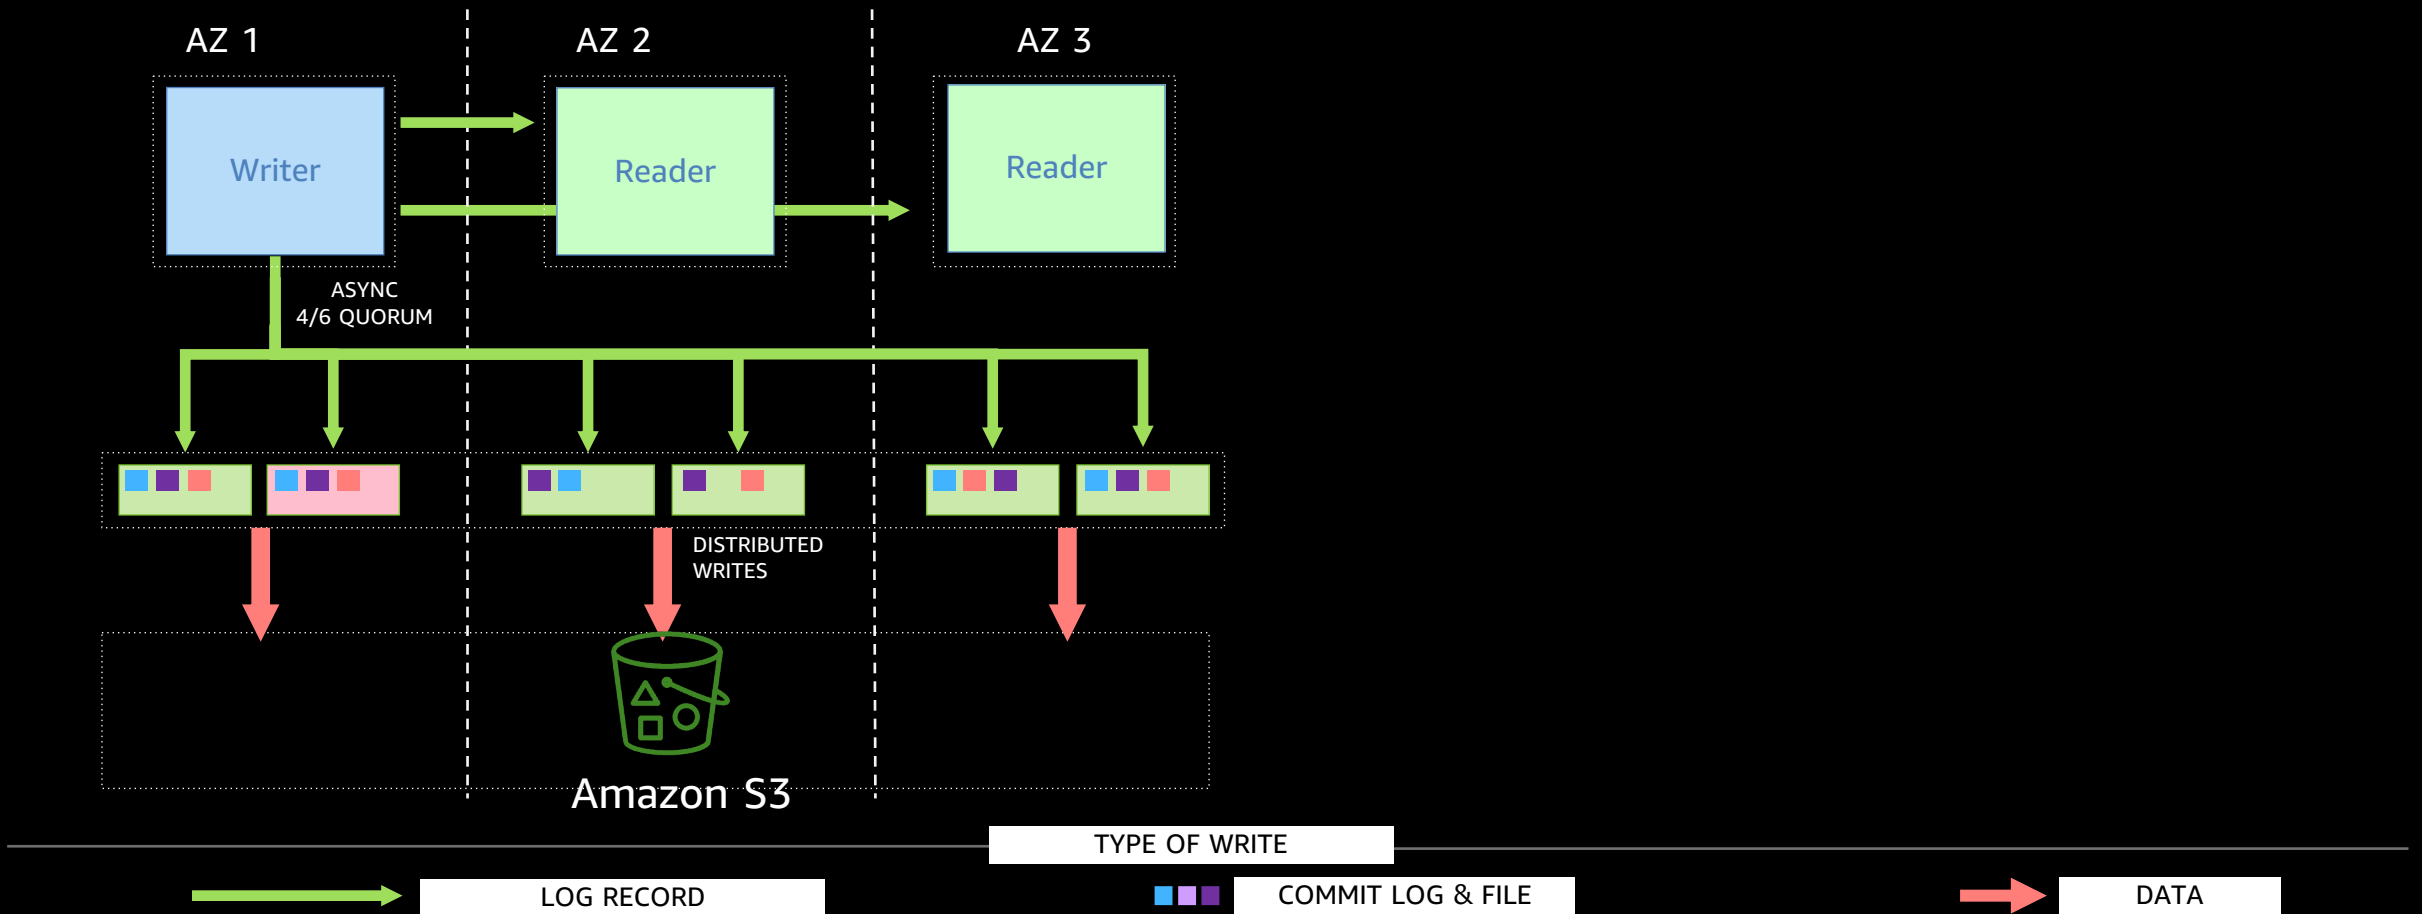 AZ 1
AZ 2
AZ 3
Writer
Reader
Reader
ASYNC
4/6 QUORUM
DISTRIBUTED
WRITES
Amazon S3
TYPE OF WRITE
LOG RECORD
COMMIT LOG & FILE
DATA